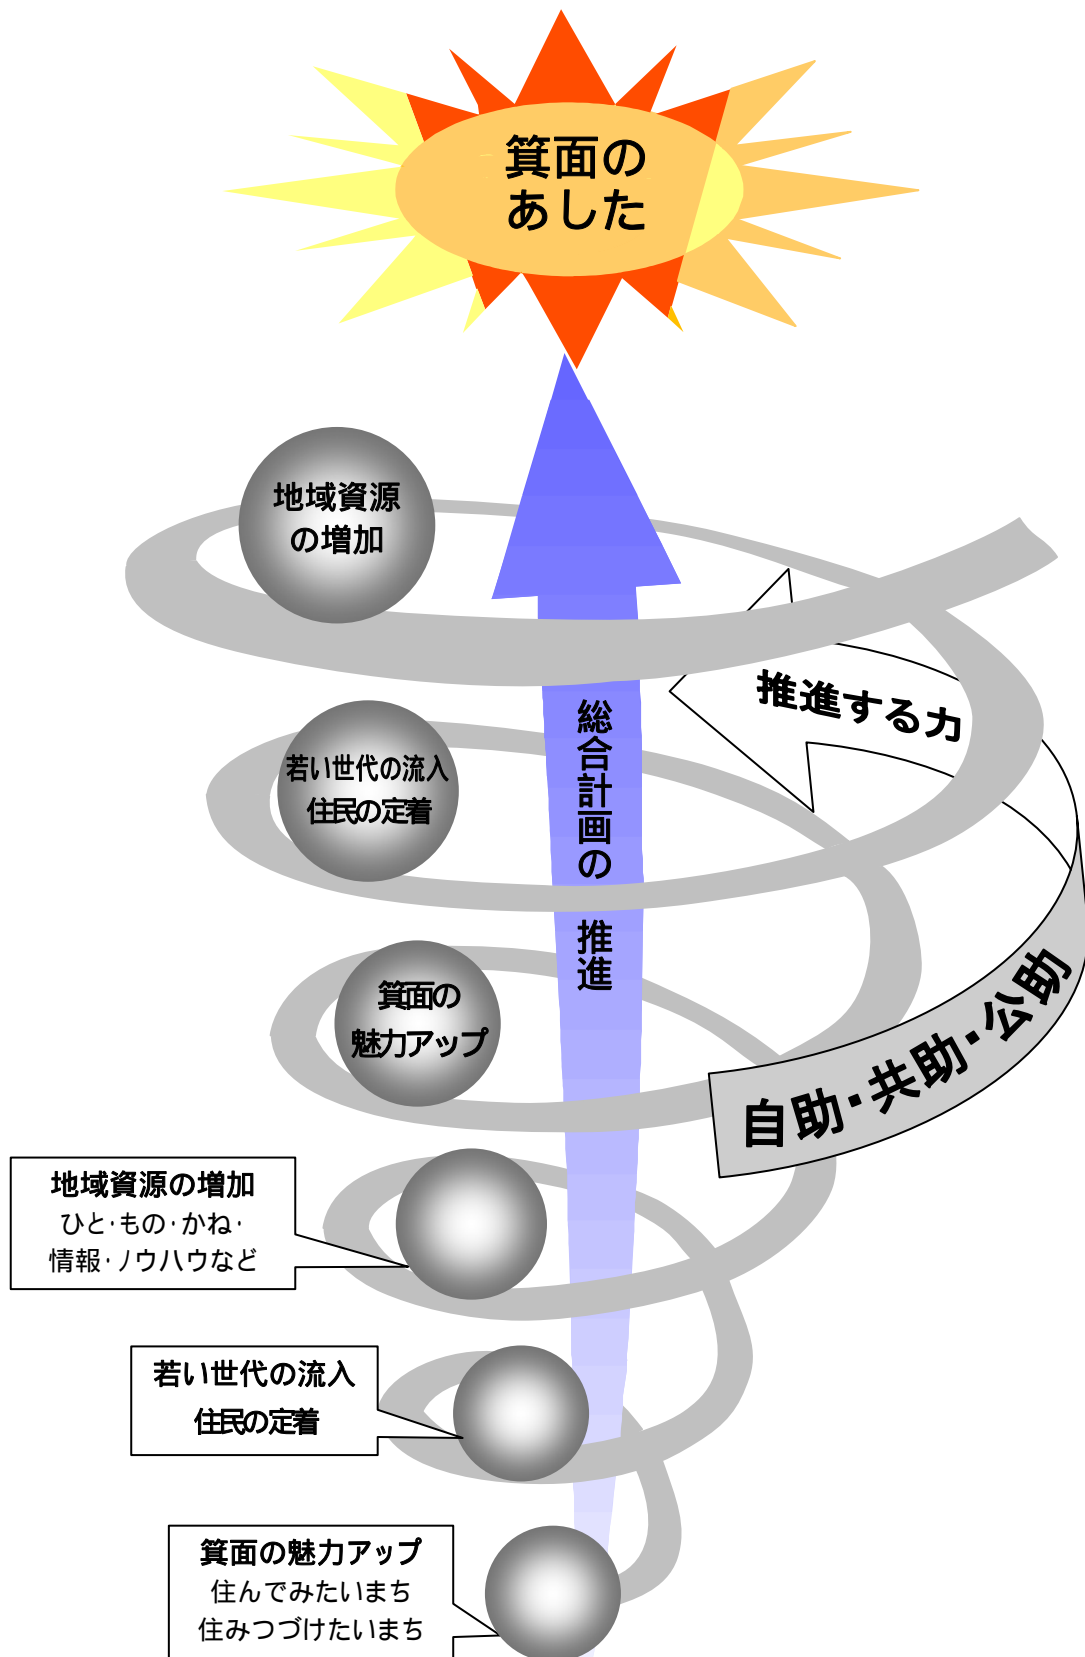 箕面の
あした
地域資源
の増加
推進する力
総合計画の 推進
若い世代の流入
住民の定着
箕面の
魅力アップ
自助・共助・公助
地域資源の増加
ひと・もの・かね・
情報・ノウハウなど
若い世代の流入
住民の定着
箕面の魅力アップ
住んでみたいまち
住みつづけたいまち